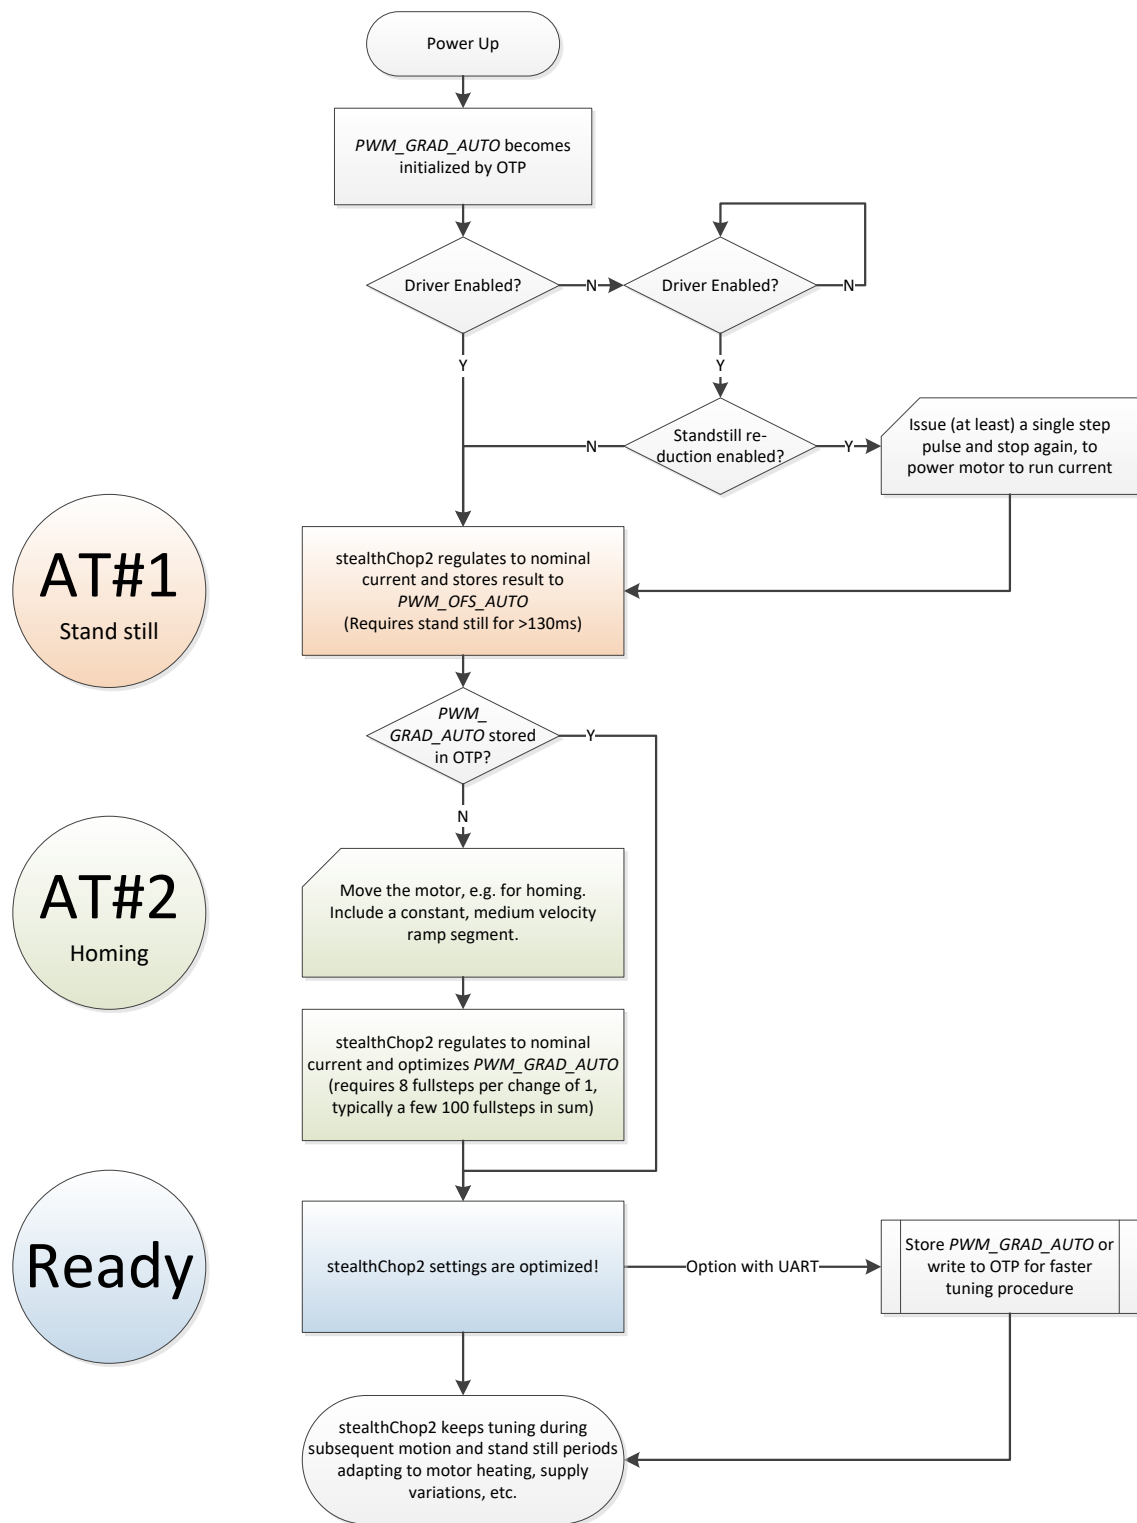 Power Up
PWM_GRAD_AUTO becomes
initialized by OTP
Driver Enabled?
N
Driver Enabled?
N
Y
Y
Standstill re-
duction enabled?
N
Y
Issue (at least) a single step
pulse and stop again, to
power motor to run current
AT#1
Stand still
stealthChop2 regulates to nominal
current and stores result to
PWM_OFS_AUTO
(Requires stand still for >130ms)
PWM_
GRAD_AUTO stored
in OTP?
Y
N
AT#2
Homing
Move the motor, e.g. for homing.
Include a constant, medium velocity
ramp segment.
stealthChop2 regulates to nominal
current and optimizes PWM_GRAD_AUTO
(requires 8 fullsteps per change of 1,
typically a few 100 fullsteps in sum)
Ready
stealthChop2 settings are optimized!
Option with UART
Store PWM_GRAD_AUTO or
write to OTP for faster
tuning procedure
stealthChop2 keeps tuning during
subsequent motion and stand still periods
adapting to motor heating, supply
variations, etc.